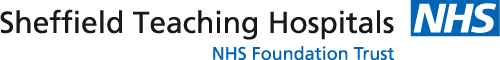 Sheffield Teaching Hospitals NHS
NHS Foundation Trust